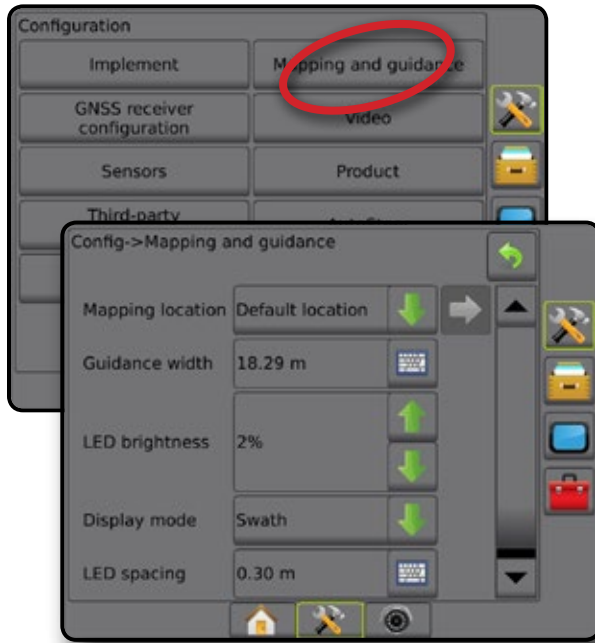 Configuration
Implement
Mapping and guidance
GNSS receiver
configuration
Video
Sensors
Product
Third-party
Config->Mapping and guidance
Mapping location
Default location
Guidance width
18.29 m
LED brightness
2%
Display mode
Swath
LED spacing
0.30 m